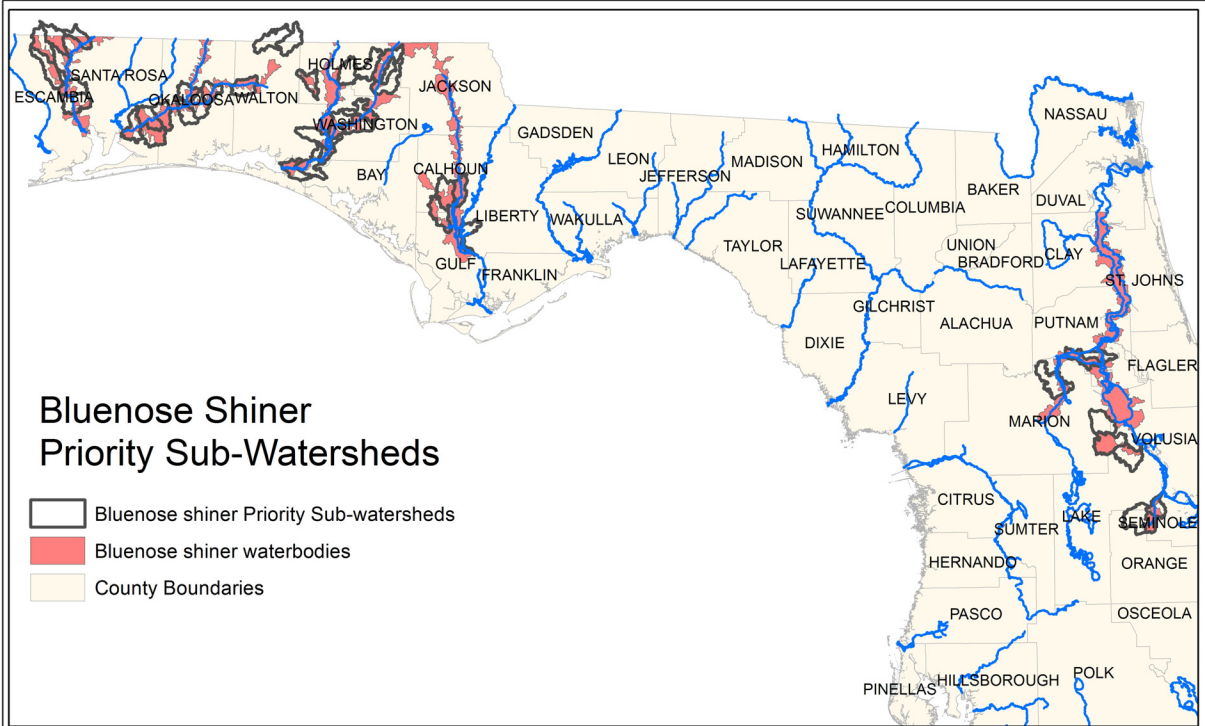 NASSAU
SANTA ROSA
HOLMES
JACKSON
ESCAMBIA
OKALOOSA
WALTON
WASHINGTON
GADSDEN
HAMILTON
LEON
MADISON
BAY
CALHOUN
JEFFERSON
BAKER
DUVAL
LIBERTY
WAKULLA
SUWANNEE
COLUMBIA
TAYLOR
UNION
BRADFORD
CLAY
GULF
FRANKLIN
LAFAYETTE
ST. JOHNS
GILCHRIST
ALACHUA
PUTNAM
DIXIE
FLAGLER
LEVY
MARION
VOLUSIA
Bluenose Shiner
Priority Sub-Watersheds
CITRUS
SUMTER
LAKE
SEMINOLE
Bluenose shiner Priority Sub-watersheds
Bluenose shiner waterbodies
County Boundaries
HERNANDO
ORANGE
PASCO
OSCEOLA
PINELLAS
HILLSBOROUGH
POLK